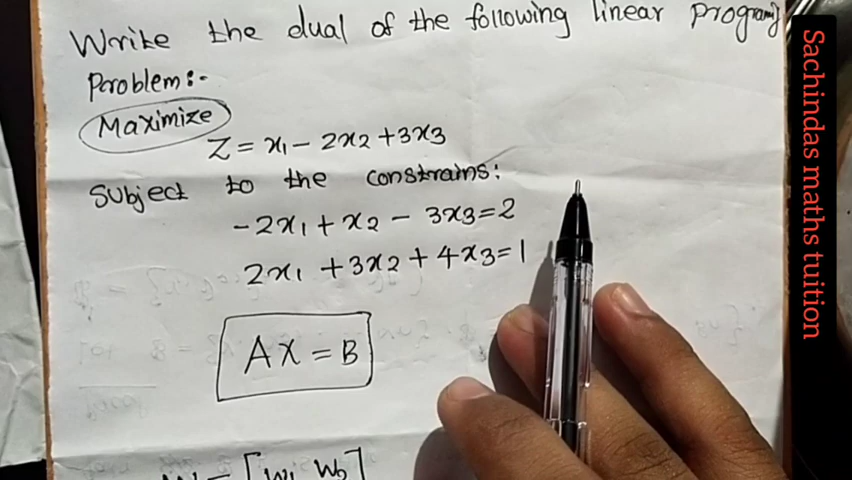 Write the dual of the following linear programing
Problem:-
Maximize
Z = x1 - 2x2 + 3x3
Subject to the constrains:
-2x1 + x2 - 3x3 = 2
2x1 + 3x2 + 4x3 = 1
AX = B
Sachindas maths tuition